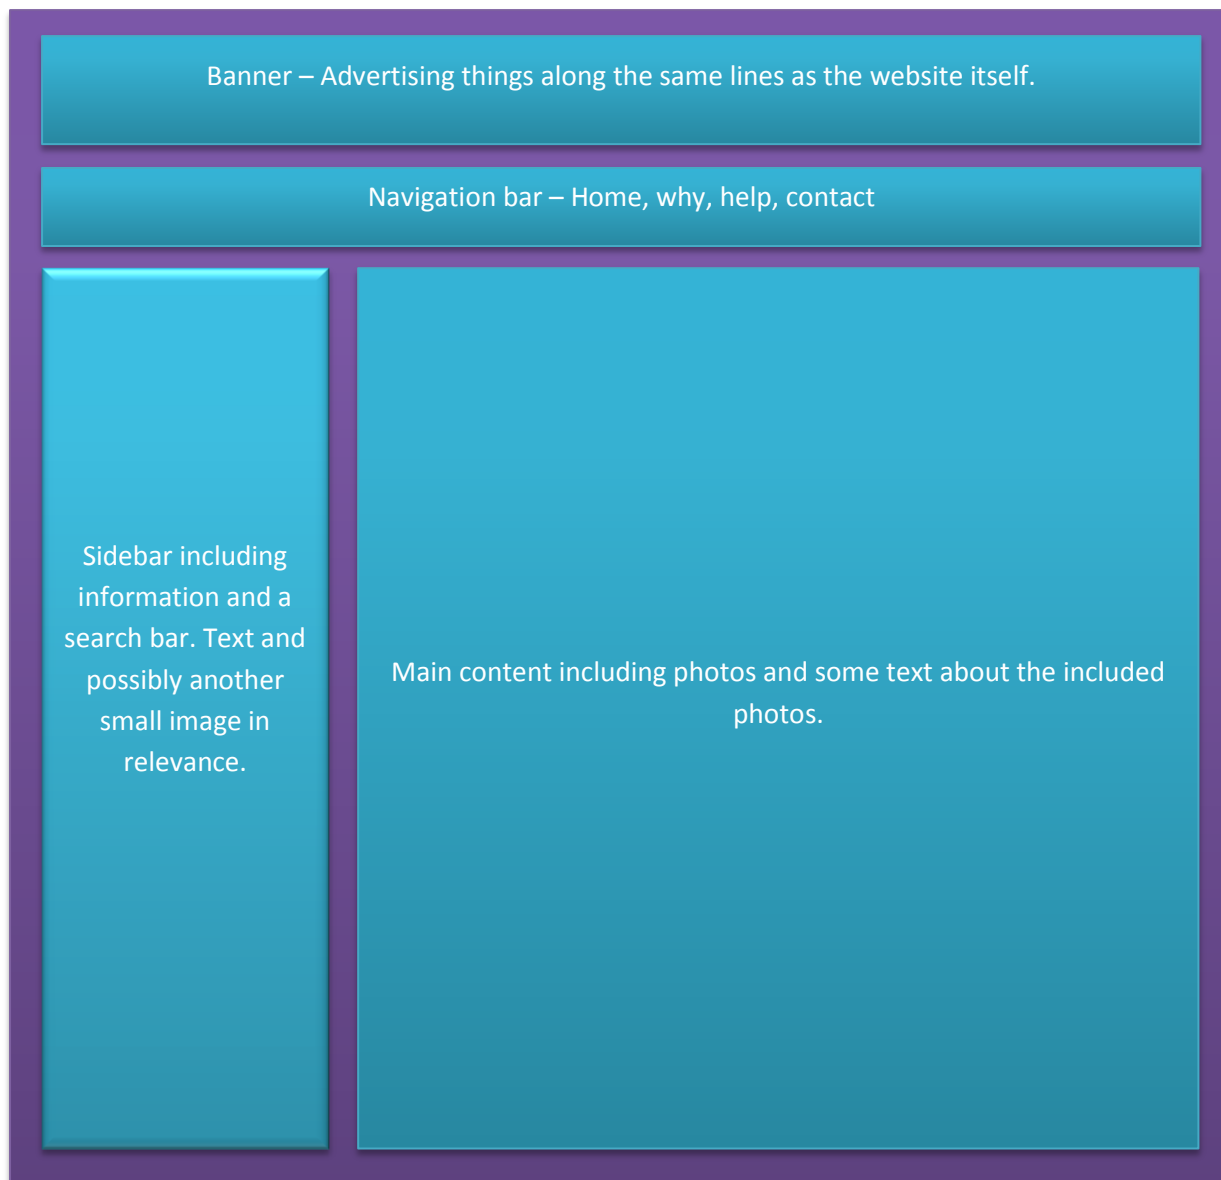 Banner – Advertising things along the same lines as the website itself.
Navigation bar – Home, why, help, contact
Sidebar including
information and a
search bar. Text and
possibly another
small image in
relevance.
Main content including photos and some text about the included
photos.